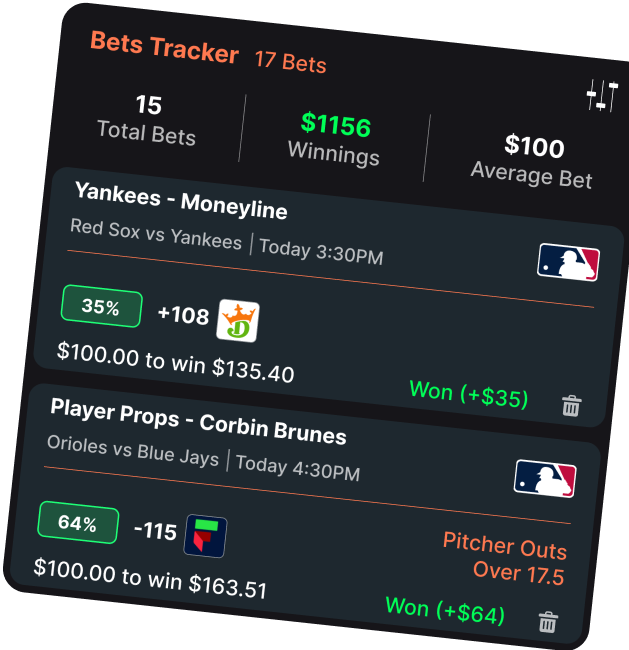 Bets Tracker 17 Bets
15
Total Bets
$1156
Winnings
$100
Average Bet
Yankees - Moneyline
Red Sox vs Yankees | Today 3:30PM
35% +108
$100.00 to win $135.40
Won (+$35)
Player Props - Corbin Brunes
Orioles vs Blue Jays | Today 4:30PM
64% -115
Pitcher Outs
Over 17.5
$100.00 to win $163.51
Won (+$64)